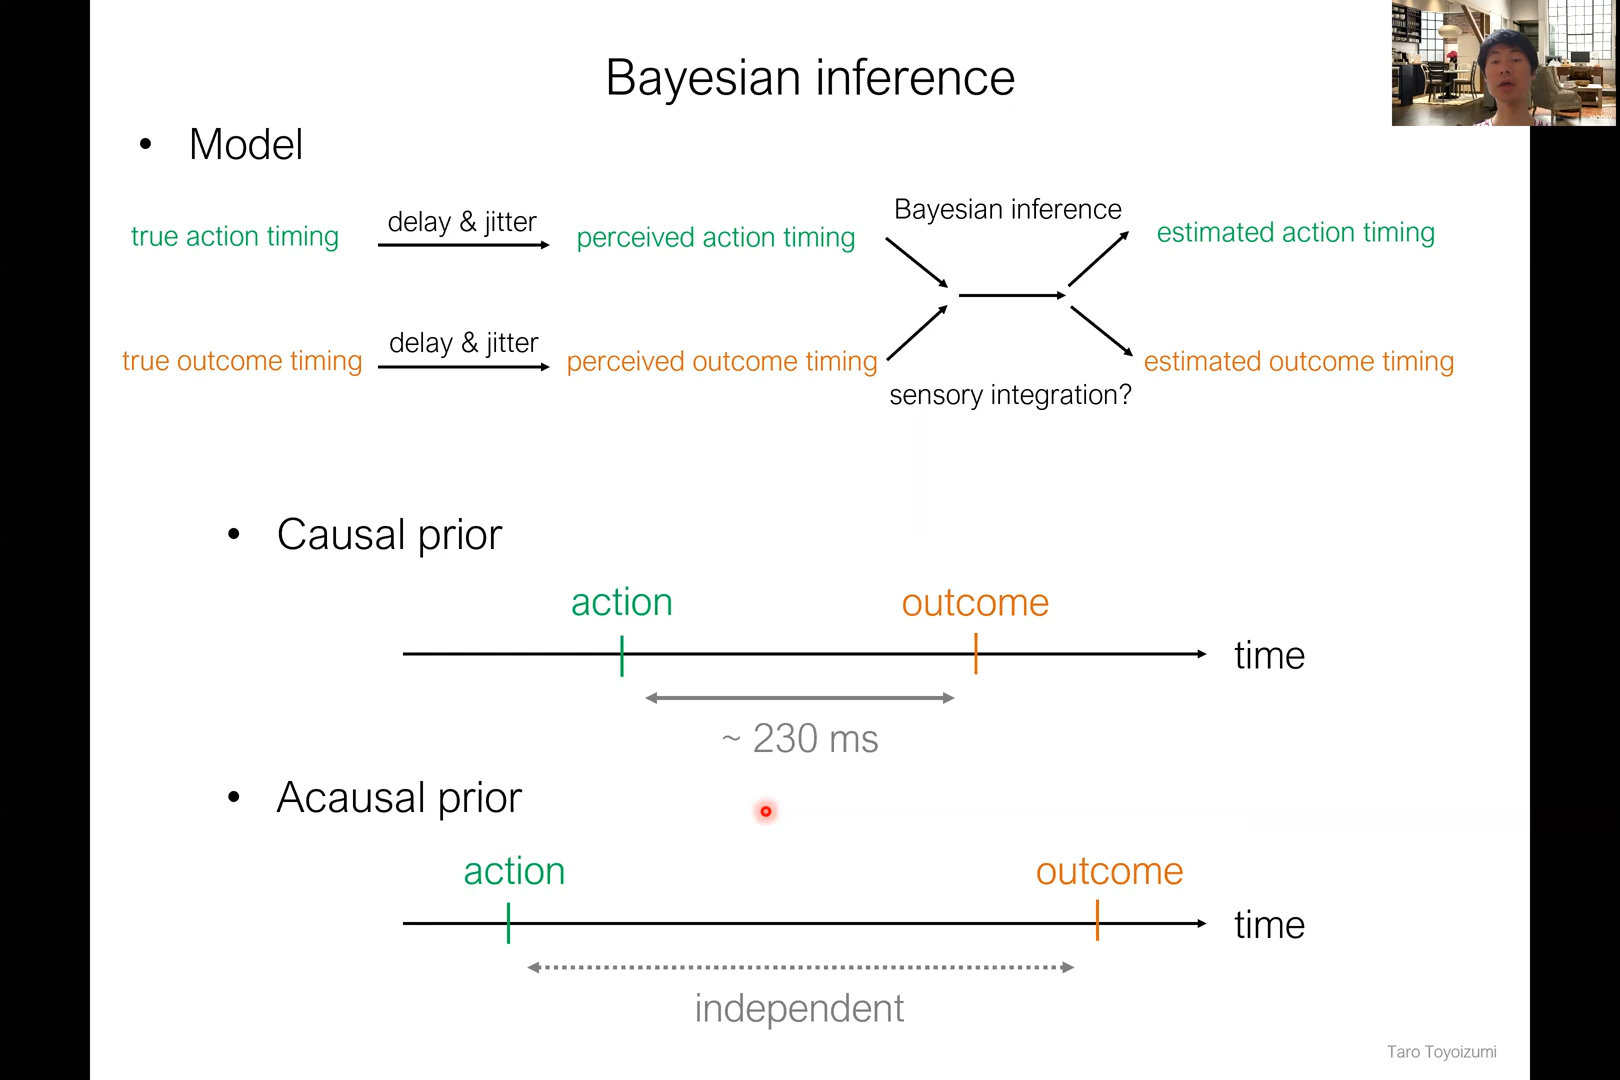 Bayesian inference
• Model
true action timing
delay & jitter
perceived action timing
Bayesian inference
estimated action timing
true outcome timing
delay & jitter
perceived outcome timing
sensory integration?
estimated outcome timing
• Causal prior
action
outcome
time
~ 230 ms
• Acausal prior
action
outcome
time
independent
Taro Toyoizumi